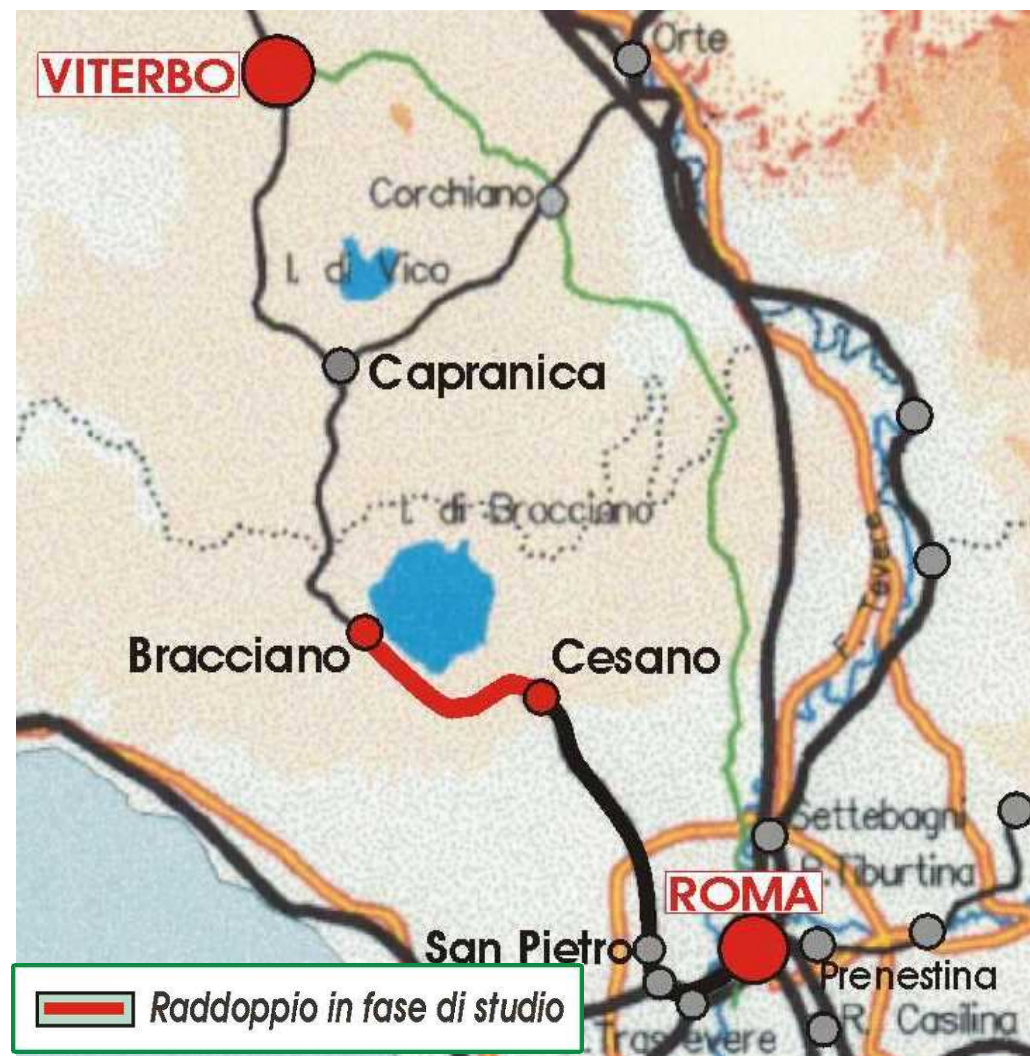 Orte
VITERBO
Corchiano
l. di Vico
Capranica
l. di Bracciano
F. Tevere
Bracciano
Cesano
Settebagni
R.Tiburtina
ROMA
San Pietro
Prenestina
Raddoppio in fase di studio
.Trastevere
R. Casilina